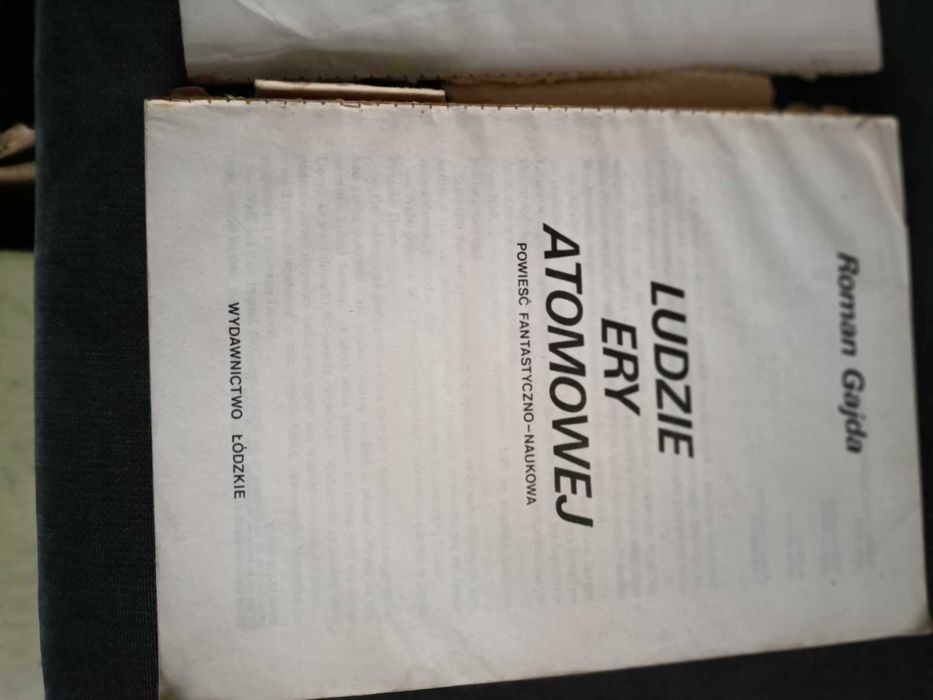 Roman Gajda
LUDZIE
ERY
ATOMOWEJ
POWIEŚĆ FANTASTYCZNO-NAUKOWA
WYDAWNICTWO ŁÓDZKIE